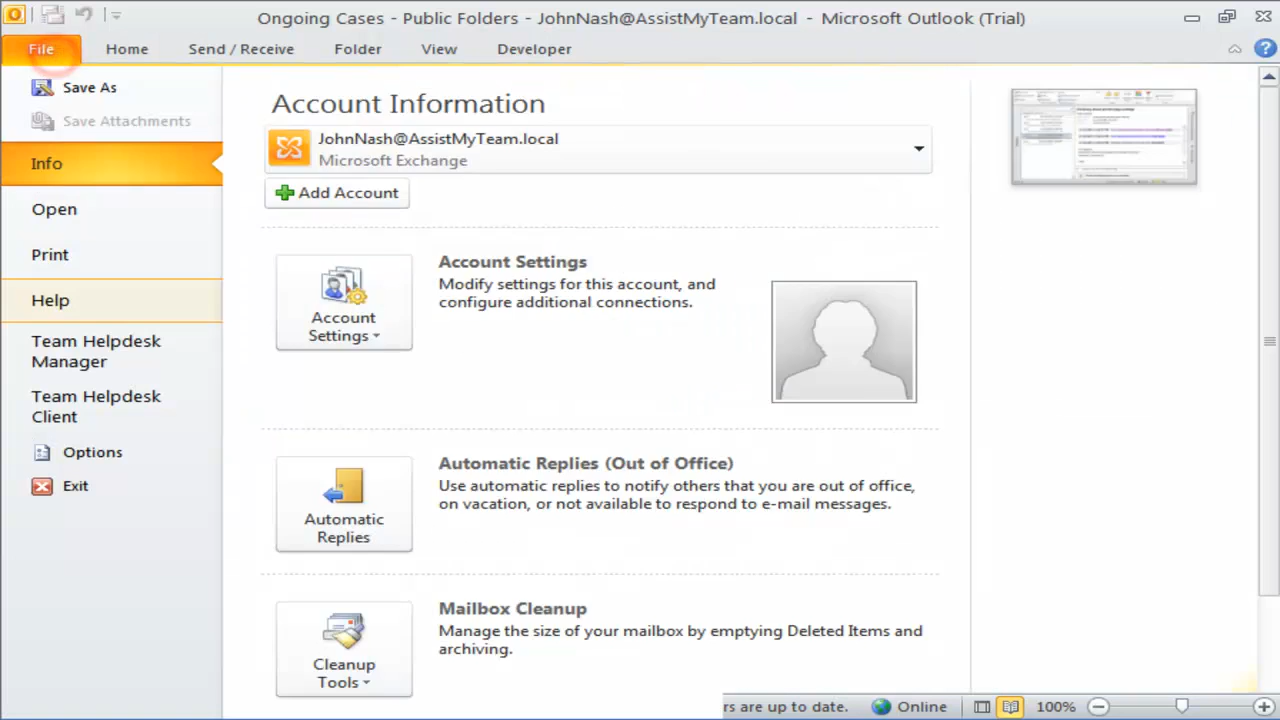 Ongoing Cases - Public Folders - JohnNash@AssistMyTeam.local - Microsoft Outlook (Trial)
File Home Send / Receive Folder View Developer
Save As
Save Attachments
Info
Open
Print
Help
Team Helpdesk
Manager
Team Helpdesk
Client
Options
Exit
Account Information
JohnNash@AssistMyTeam.local
Microsoft Exchange
Add Account
Account
Settings
Account Settings
Modify settings for this account, and
configure additional connections.
Automatic
Replies
Automatic Replies (Out of Office)
Use automatic replies to notify others that you are out of office,
on vacation, or not available to respond to e-mail messages.
Cleanup
Tools
Mailbox Cleanup
Manage the size of your mailbox by emptying Deleted Items and
archiving.
rs are up to date. Online 100%